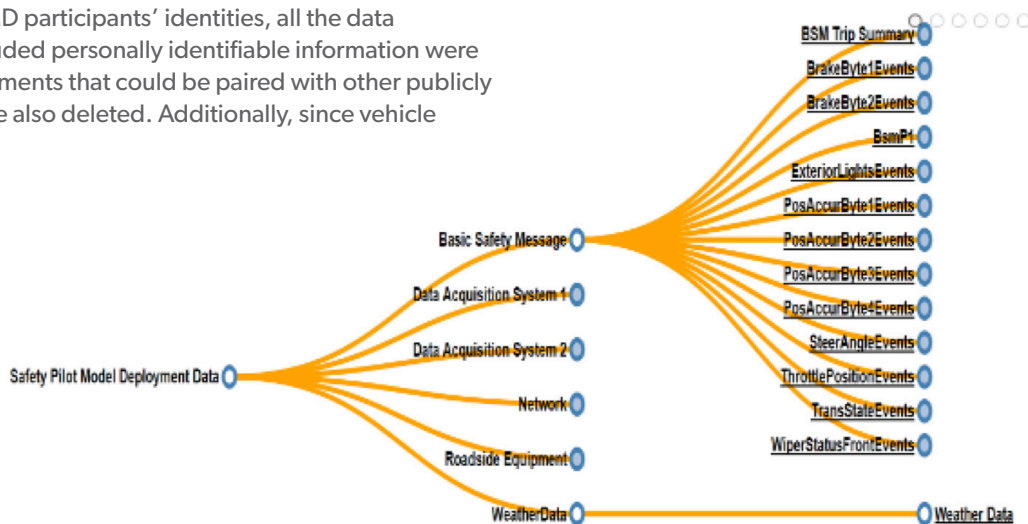 D participants' identities, all the data
uded personally identifiable information were
ments that could be paired with other publicly
e also deleted. Additionally, since vehicle
Safety Pilot Model Deployment Data
Basic Safety Message
Data Acquisition System 1
Data Acquisition System 2
Network
Roadside Equipment
WeatherData
BSM Trip Summary
BrakeByte1Events
BrakeByte2Events
BsmP1
ExteriorLightsEvents
PosAccurByte1Events
PosAccurByte2Events
PosAccurByte3Events
PosAccurByte4Events
SteerAngleEvents
ThrottlePositionEvents
TransStateEvents
WiperStatusFrontEvents
Weather Data